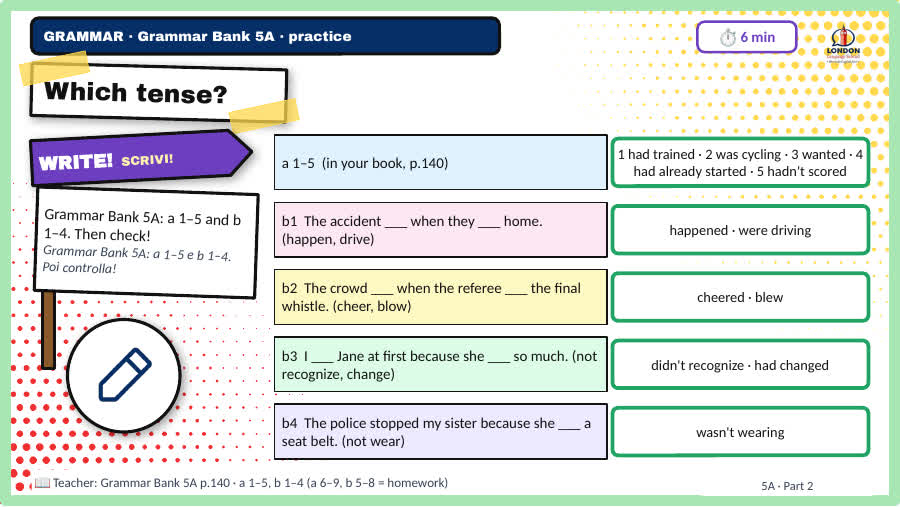 GRAMMAR · Grammar Bank 5A · practice
⏱️ 6 min
LONDON
Which tense?
WRITE! SCRIVI!
Grammar Bank 5A: a 1–5 and b
1–4. Then check!
Grammar Bank 5A: a 1–5 e b 1–4.
Poi controlla!
a 1–5 (in your book, p.140)
1 had trained · 2 was cycling · 3 wanted · 4
had already started · 5 hadn't scored
b1 The accident ___ when they ___ home.
(happen, drive)
happened · were driving
b2 The crowd ___ when the referee ___ the final
whistle. (cheer, blow)
cheered · blew
b3 I ___ Jane at first because she ___ so much. (not
recognize, change)
didn't recognize · had changed
b4 The police stopped my sister because she ___ a
seat belt. (not wear)
wasn't wearing
📖 Teacher: Grammar Bank 5A p.140 · a 1–5, b 1–4 (a 6–9, b 5–8 = homework)
5A · Part 2